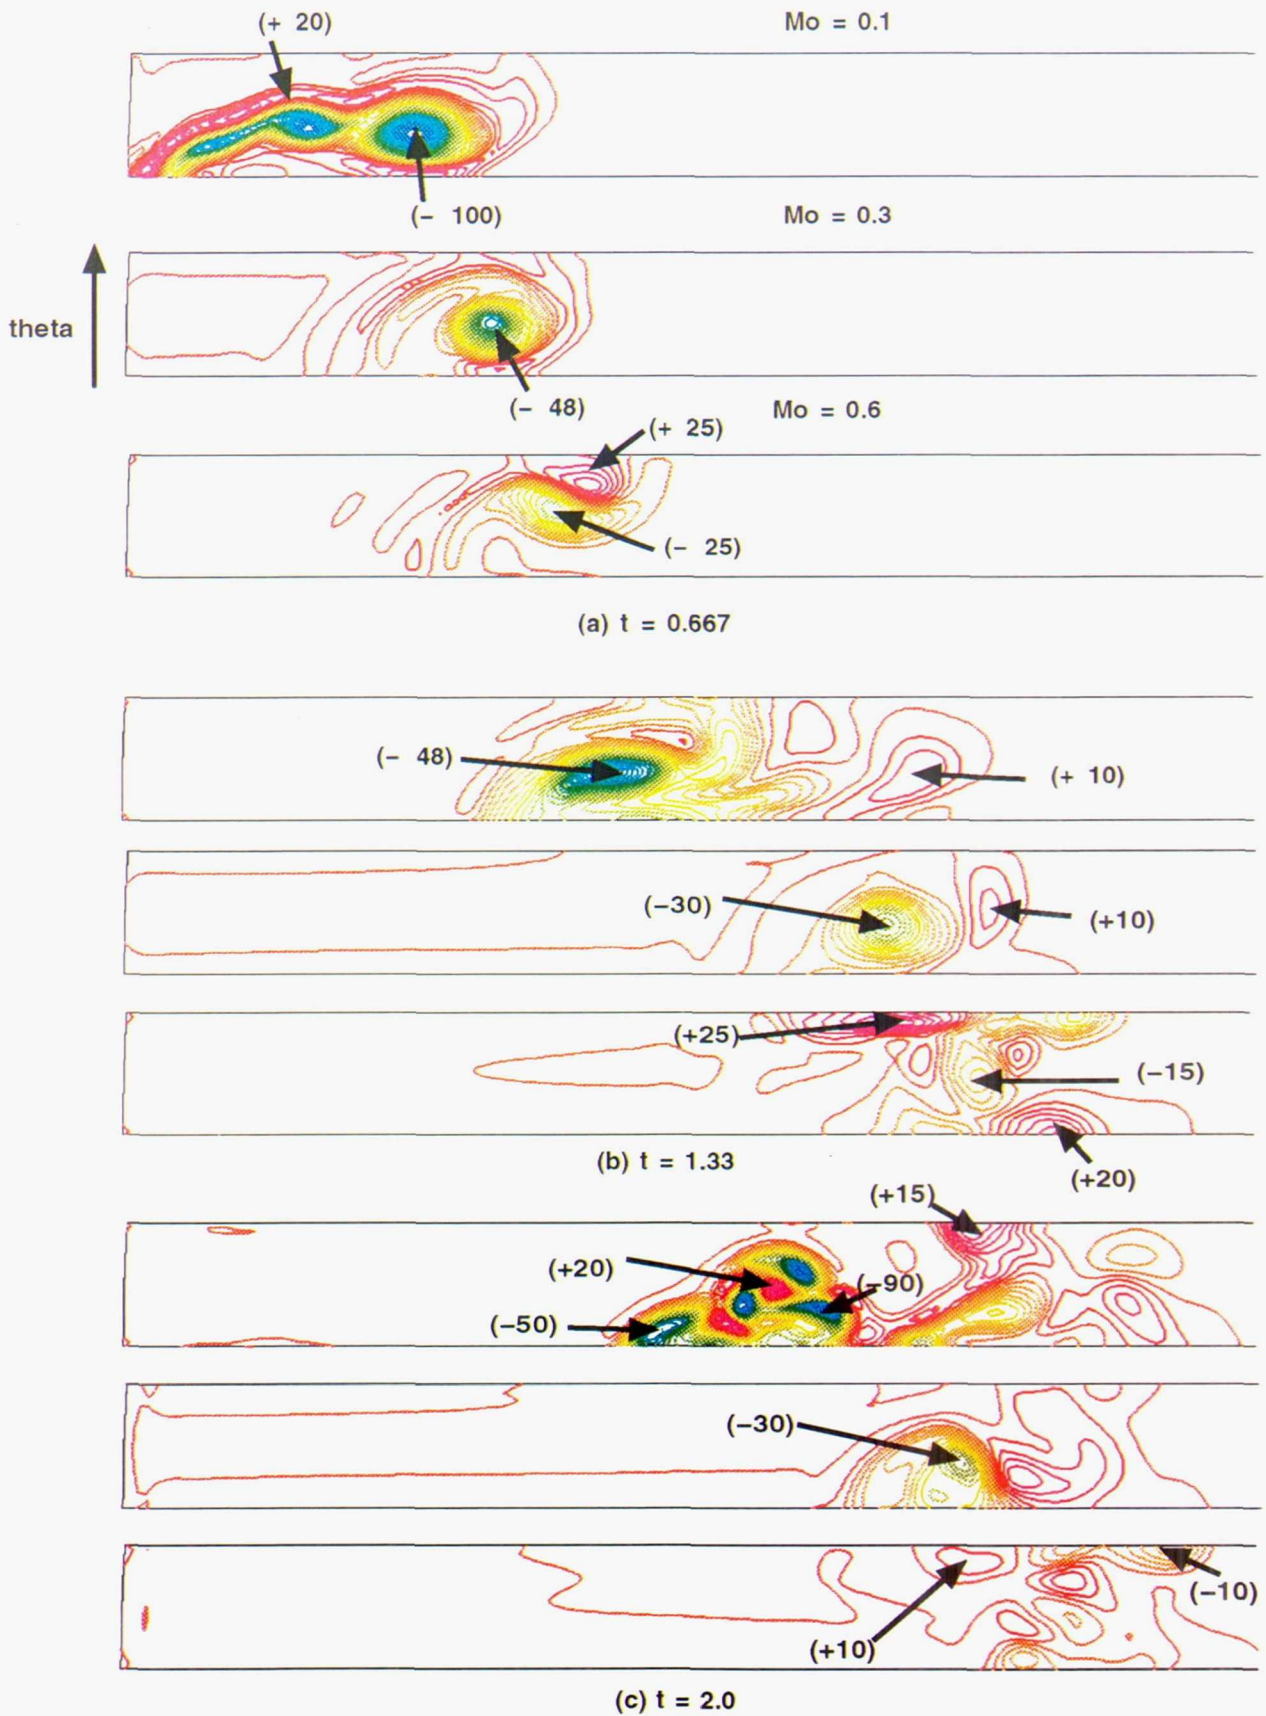 (+ 20)
Mo = 0.1
(– 100)
Mo = 0.3
theta
(– 48)
Mo = 0.6
(+ 25)
(– 25)
(a) t = 0.667
(– 48)
(+ 10)
(–30)
(+10)
(+25)
(–15)
(b) t = 1.33
(+20)
(+15)
(+20)
(–90)
(–50)
(–30)
(–10)
(+10)
(c) t = 2.0